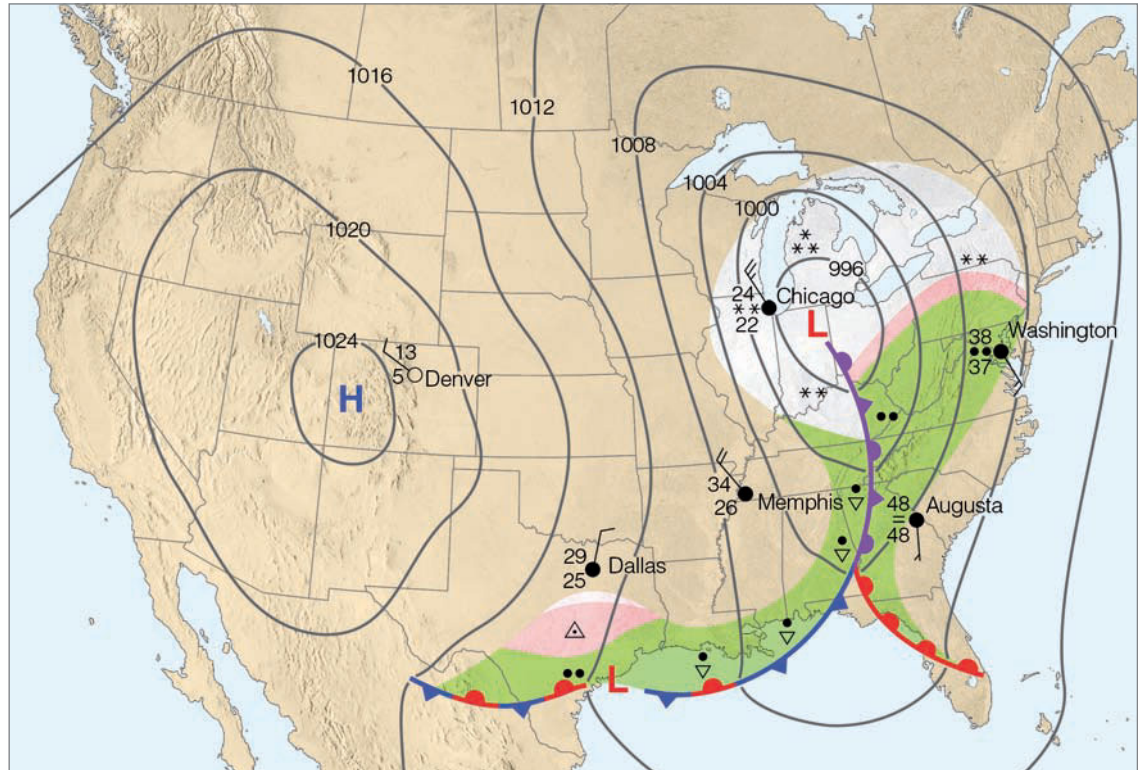 1016
1012
1008
1004
1000
996
1020
1024
H
13
5
Denver
24
22
Chicago
L
38
37
Washington
34
26
Memphis
48
=
48
Augusta
29
25
Dallas
L